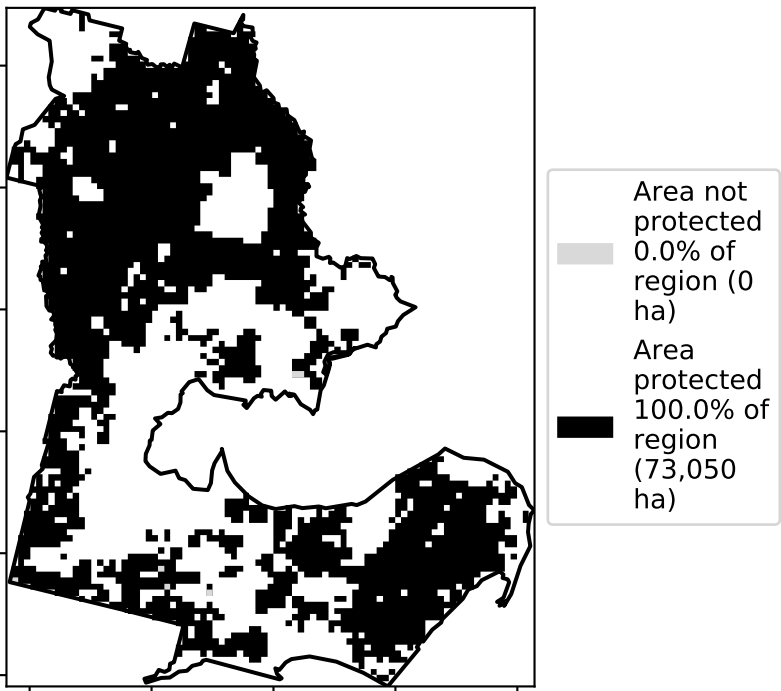 Area not
protected
0.0% of
region (0
ha)
Area
protected
100.0% of
region
(73,050
ha)